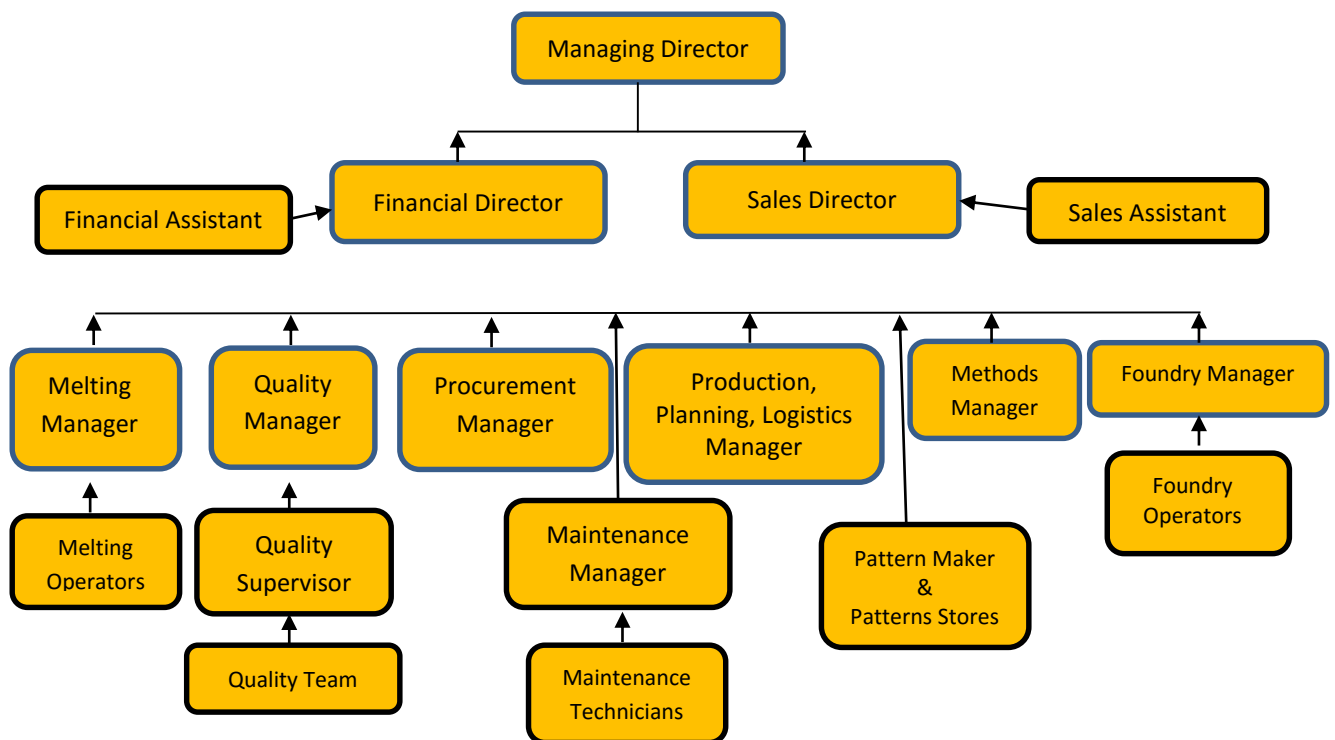 Managing Director
Financial Director
Sales Director
Financial Assistant
Sales Assistant
Melting
Manager
Quality
Manager
Procurement
Manager
Production,
Planning, Logistics
Manager
Methods
Manager
Foundry Manager
Melting
Operators
Quality
Supervisor
Maintenance
Manager
Pattern Maker
&
Patterns Stores
Foundry
Operators
Quality Team
Maintenance
Technicians